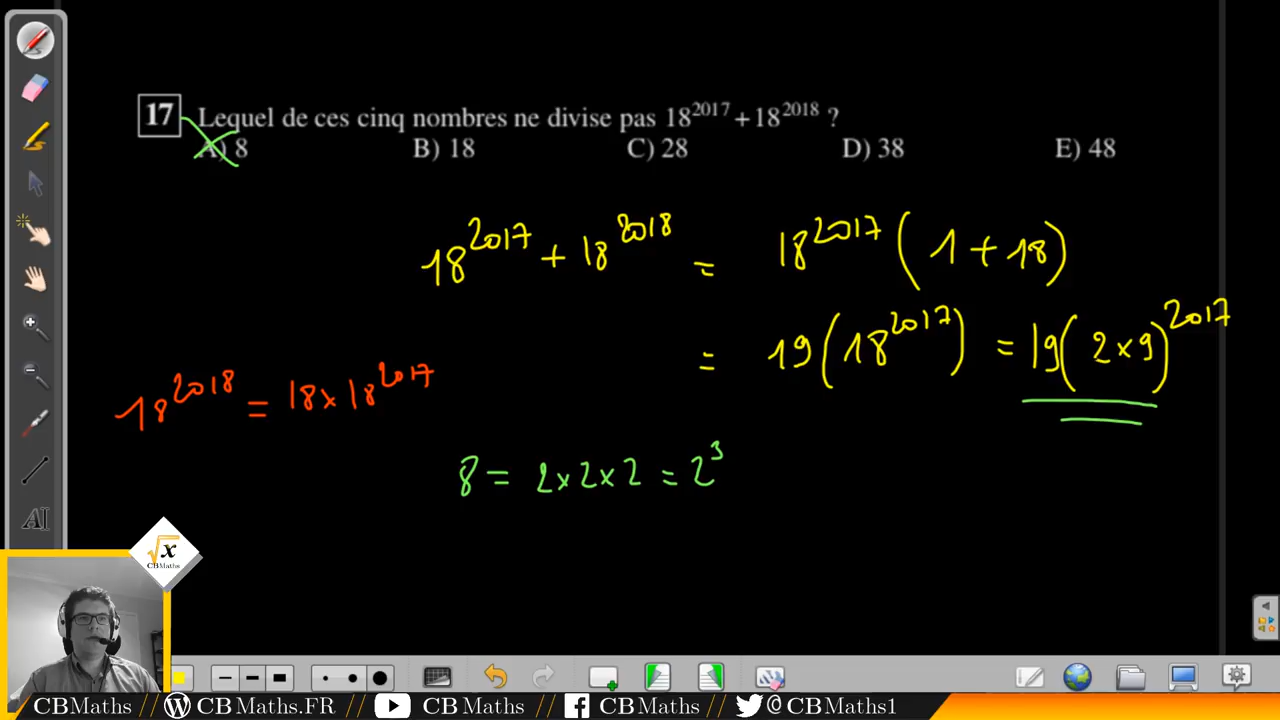 17 Lequel de ces cinq nombres ne divise pas 18^2017 + 18^2018 ?
A) 8 B) 18 C) 28 D) 38 E) 48
18^2017 + 18^2018 = 18^2017 ( 1 + 18 )
= 19 ( 18^2017 ) = 19 ( 2 × 9 )^2017
18^2018 = 18 × 18^2017
8 = 2 × 2 × 2 = 2^3
AI
√x
CBMaths
CBMaths CBMaths.FR CBMaths CBMaths @CBMaths1